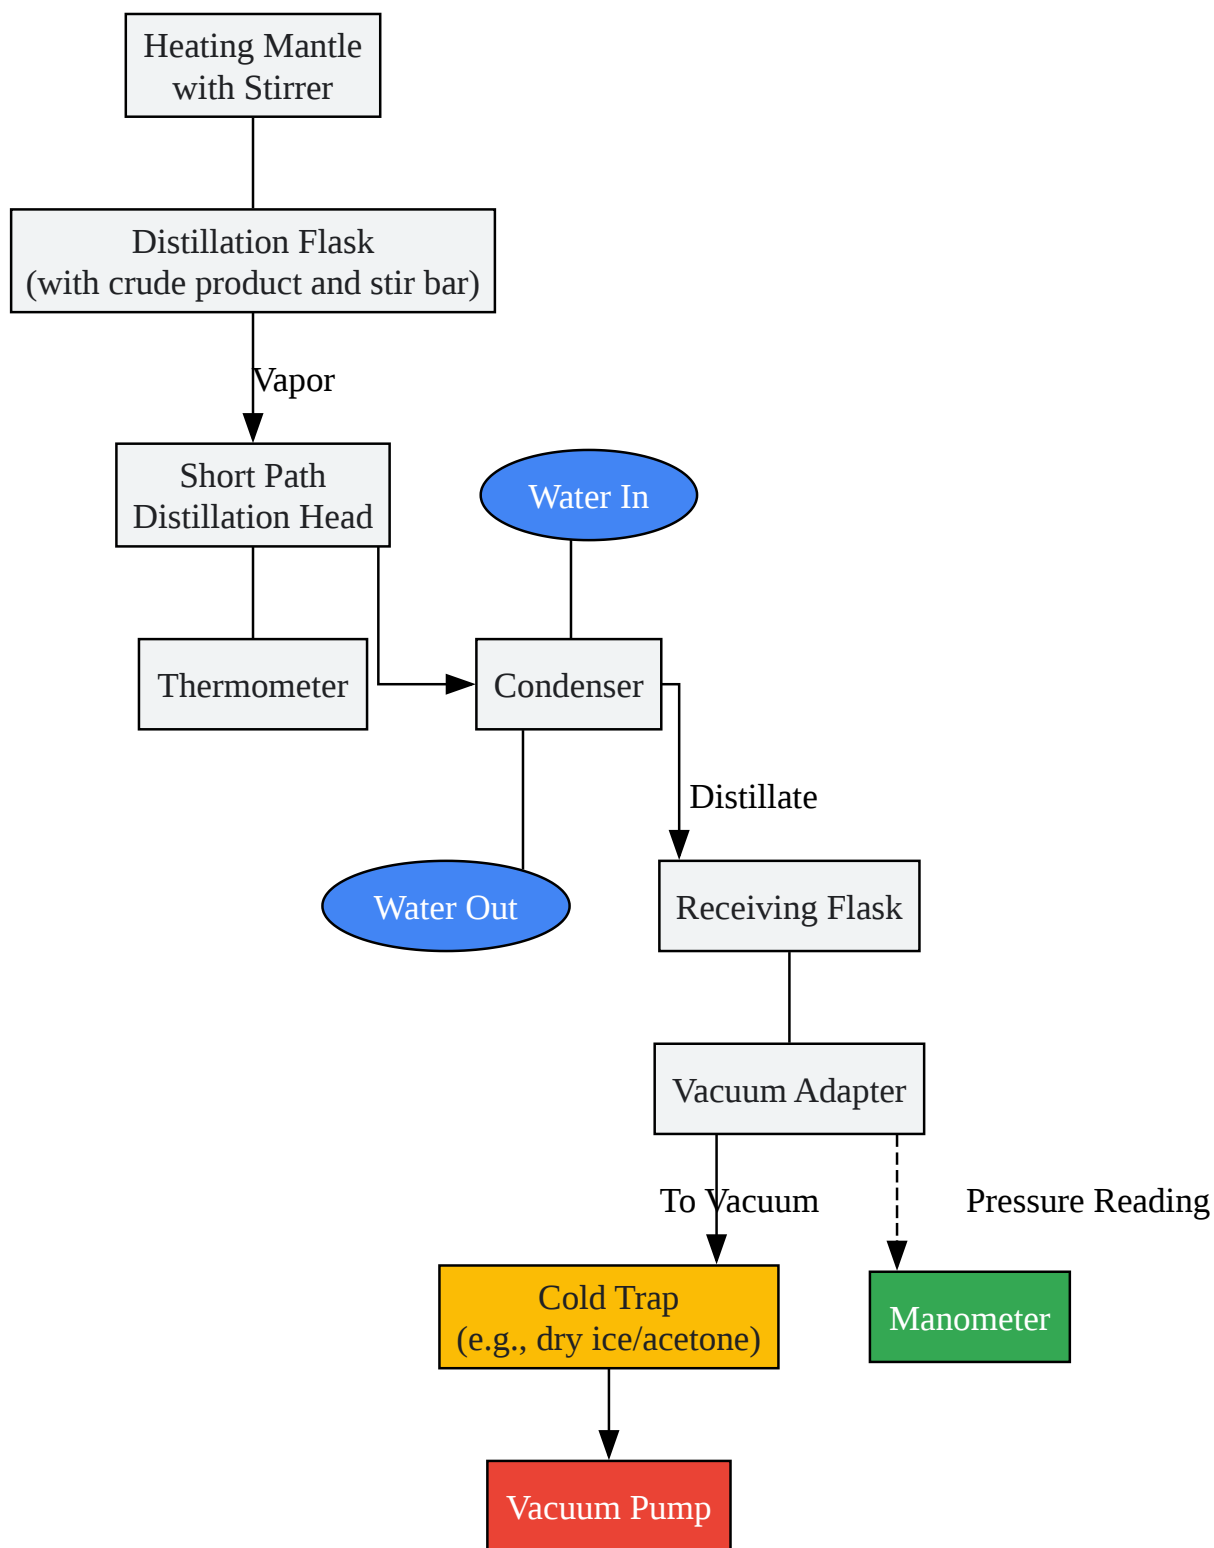 Heating Mantle
with Stirrer
Distillation Flask
(with crude product and stir bar)
Vapor
Short Path
Distillation Head
Water In
Thermometer
Condenser
Distillate
Water Out
Receiving Flask
Vacuum Adapter
To Vacuum
Pressure Reading
Cold Trap
(e.g., dry ice/acetone)
Manometer
Vacuum Pump